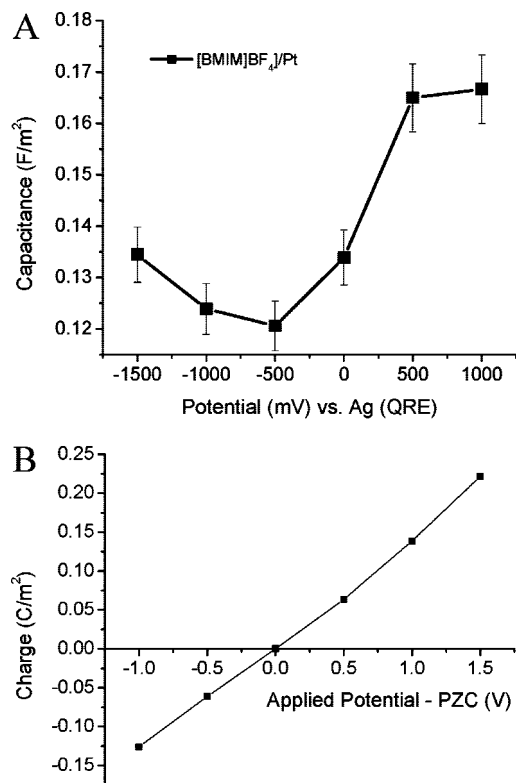 A
0.18
[BMIM]BF₄]/Pt
0.17
0.16
0.15
0.14
0.13
0.12
Capacitance (F/m²)
-1500 -1000 -500 0 500 1000
Potential (mV) vs. Ag (QRE)
B
0.25
0.20
0.15
0.10
0.05
0.00
-0.05
-0.10
-0.15
Charge (C/m²)
-1.0 -0.5 0.0 0.5 1.0 1.5
Applied Potential - PZC (V)